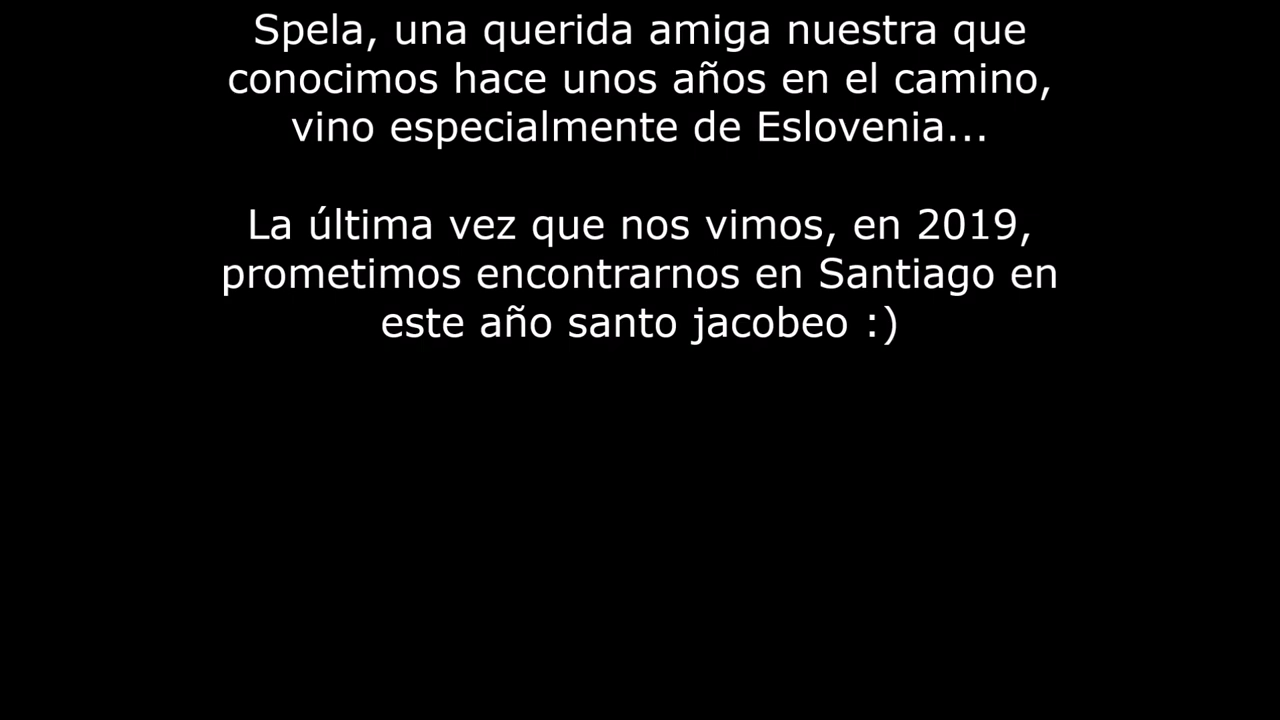 Spela, una querida amiga nuestra que
conocimos hace unos años en el camino,
vino especialmente de Eslovenia...
La última vez que nos vimos, en 2019,
prometimos encontrarnos en Santiago en
este año santo jacobeo :)